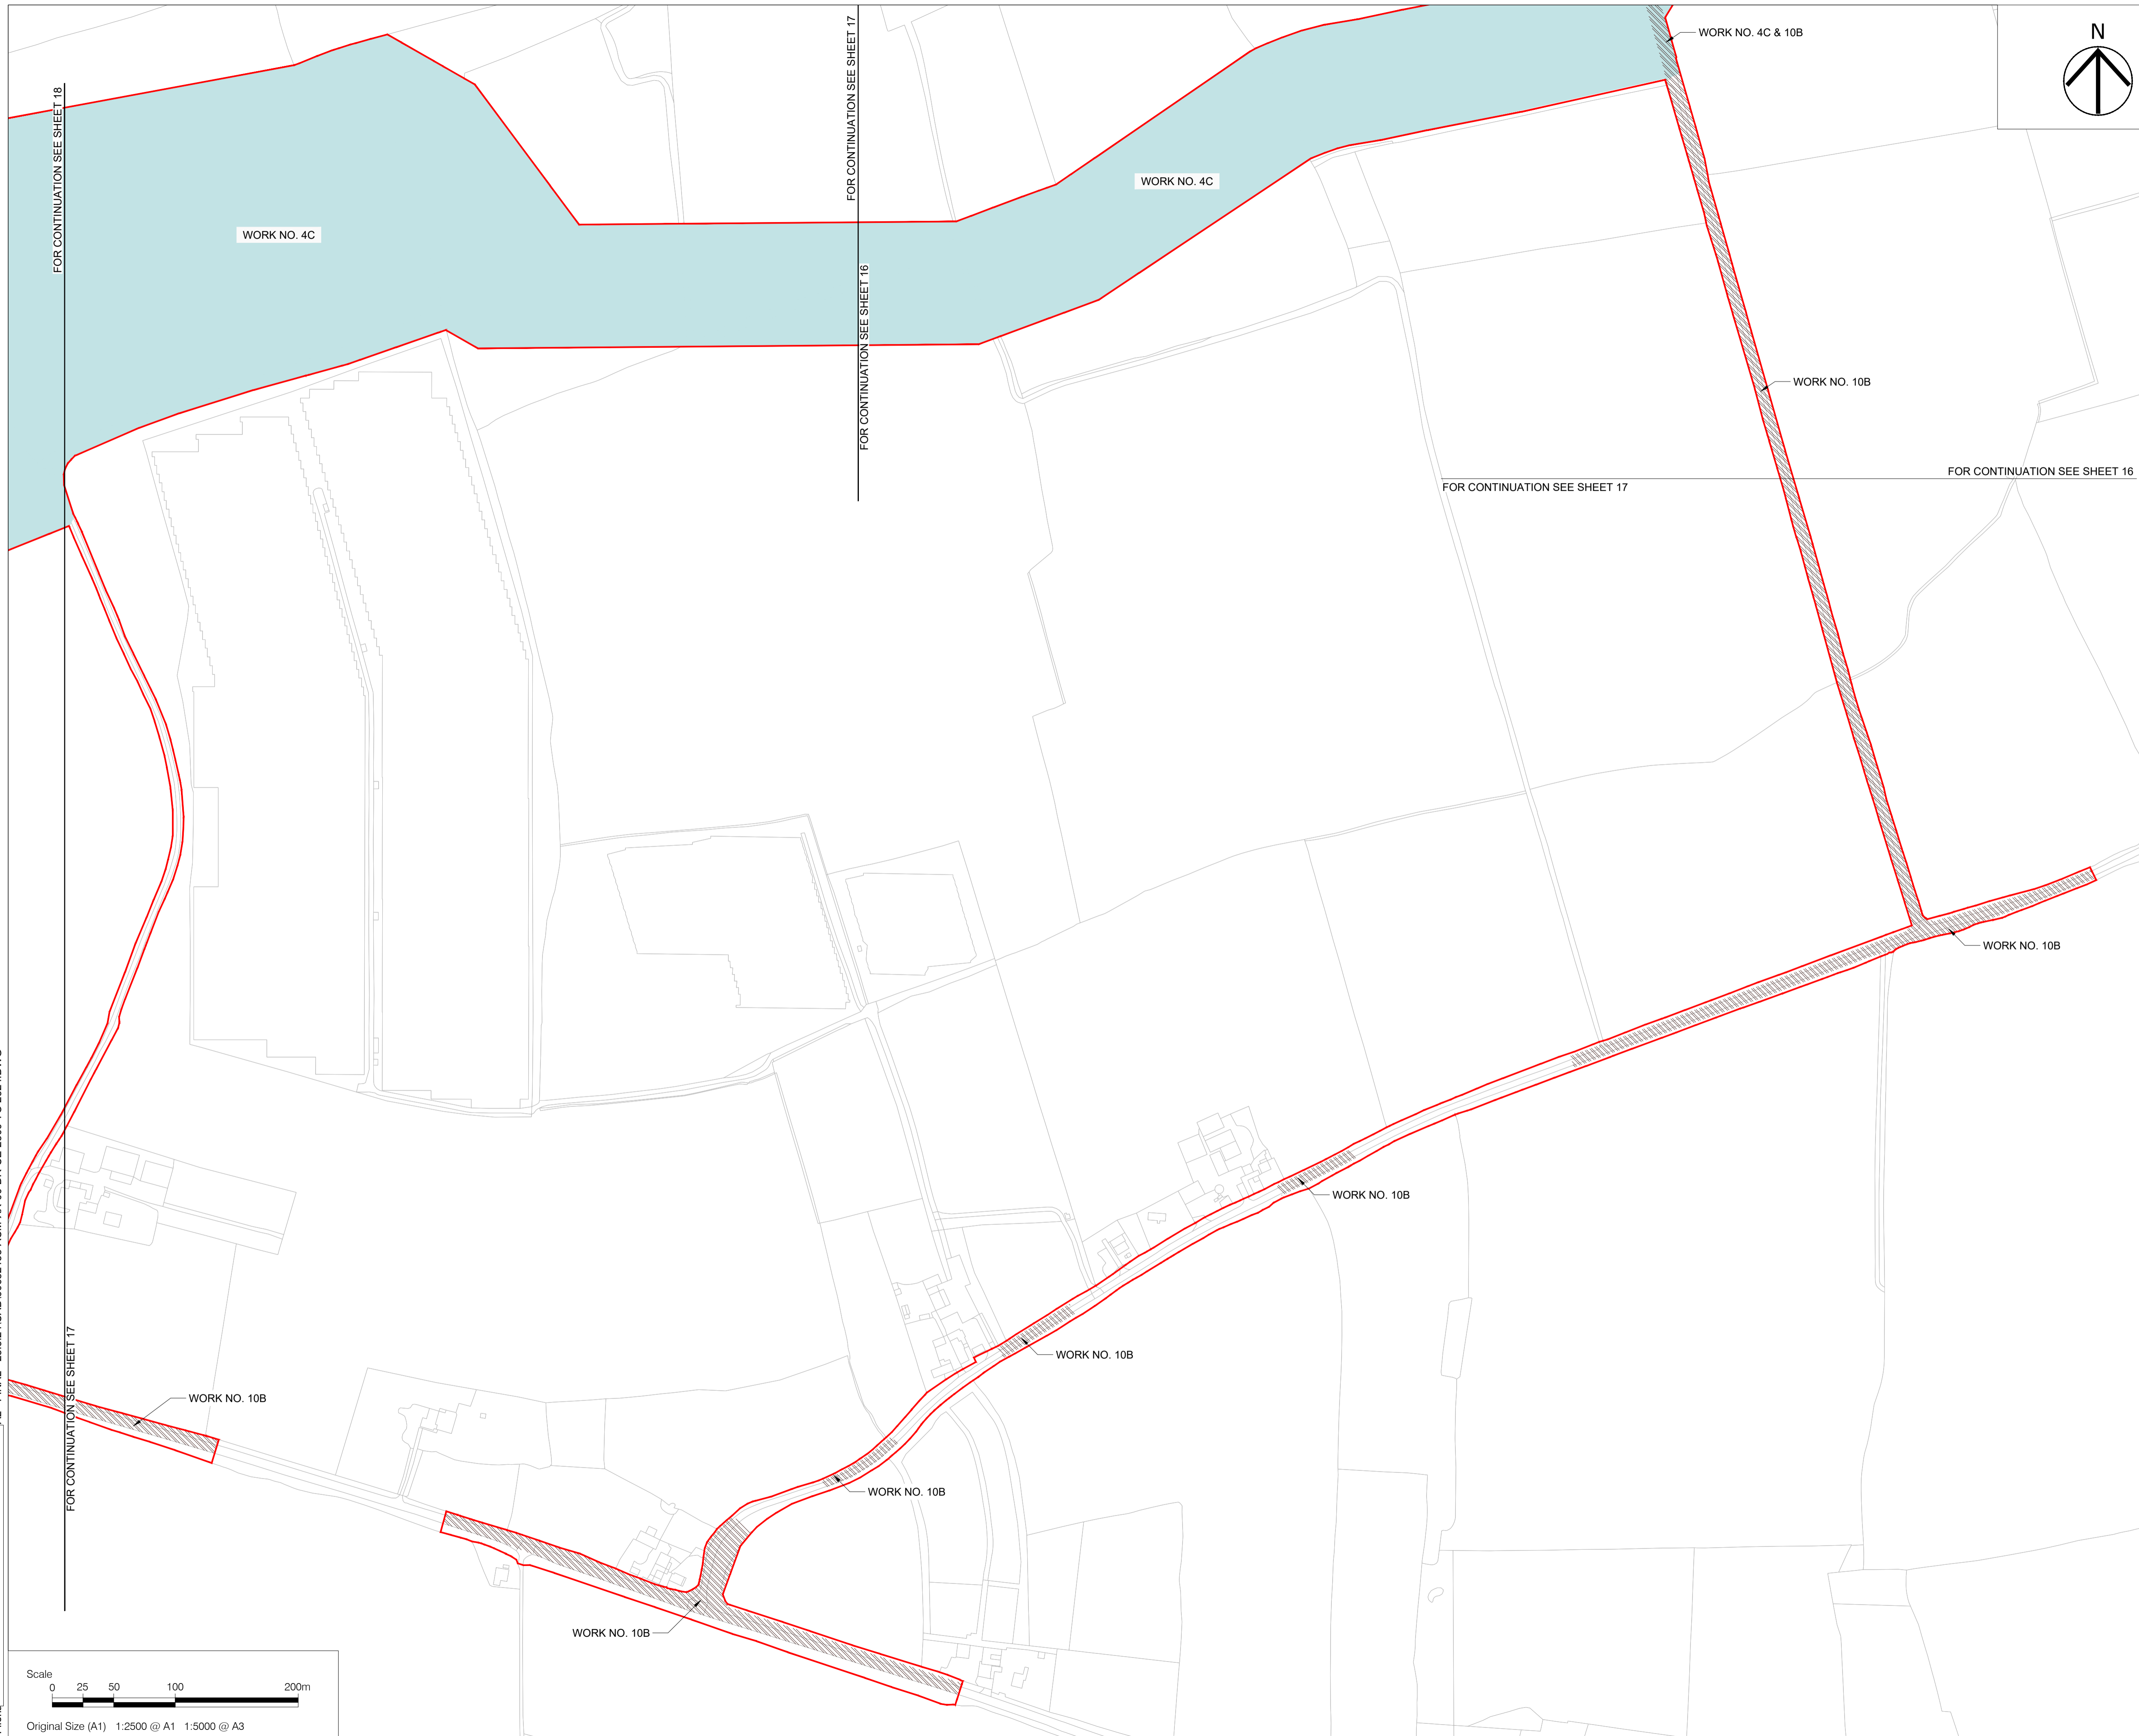 WORK NO. 4C & 10B
N
FOR CONTINUATION SEE SHEET 18
FOR CONTINUATION SEE SHEET 17
WORK NO. 4C
WORK NO. 4C
FOR CONTINUATION SEE SHEET 16
WORK NO. 10B
FOR CONTINUATION SEE SHEET 16
FOR CONTINUATION SEE SHEET 17
WORK NO. 10B
WORK NO. 10B
WORK NO. 10B
FOR CONTINUATION SEE SHEET 17
WORK NO. 10B
WORK NO. 10B
WORK NO. 10B
Scale
0 25 50 100 200m
Original Size (A1) 1:2500 @ A1 1:5000 @ A3